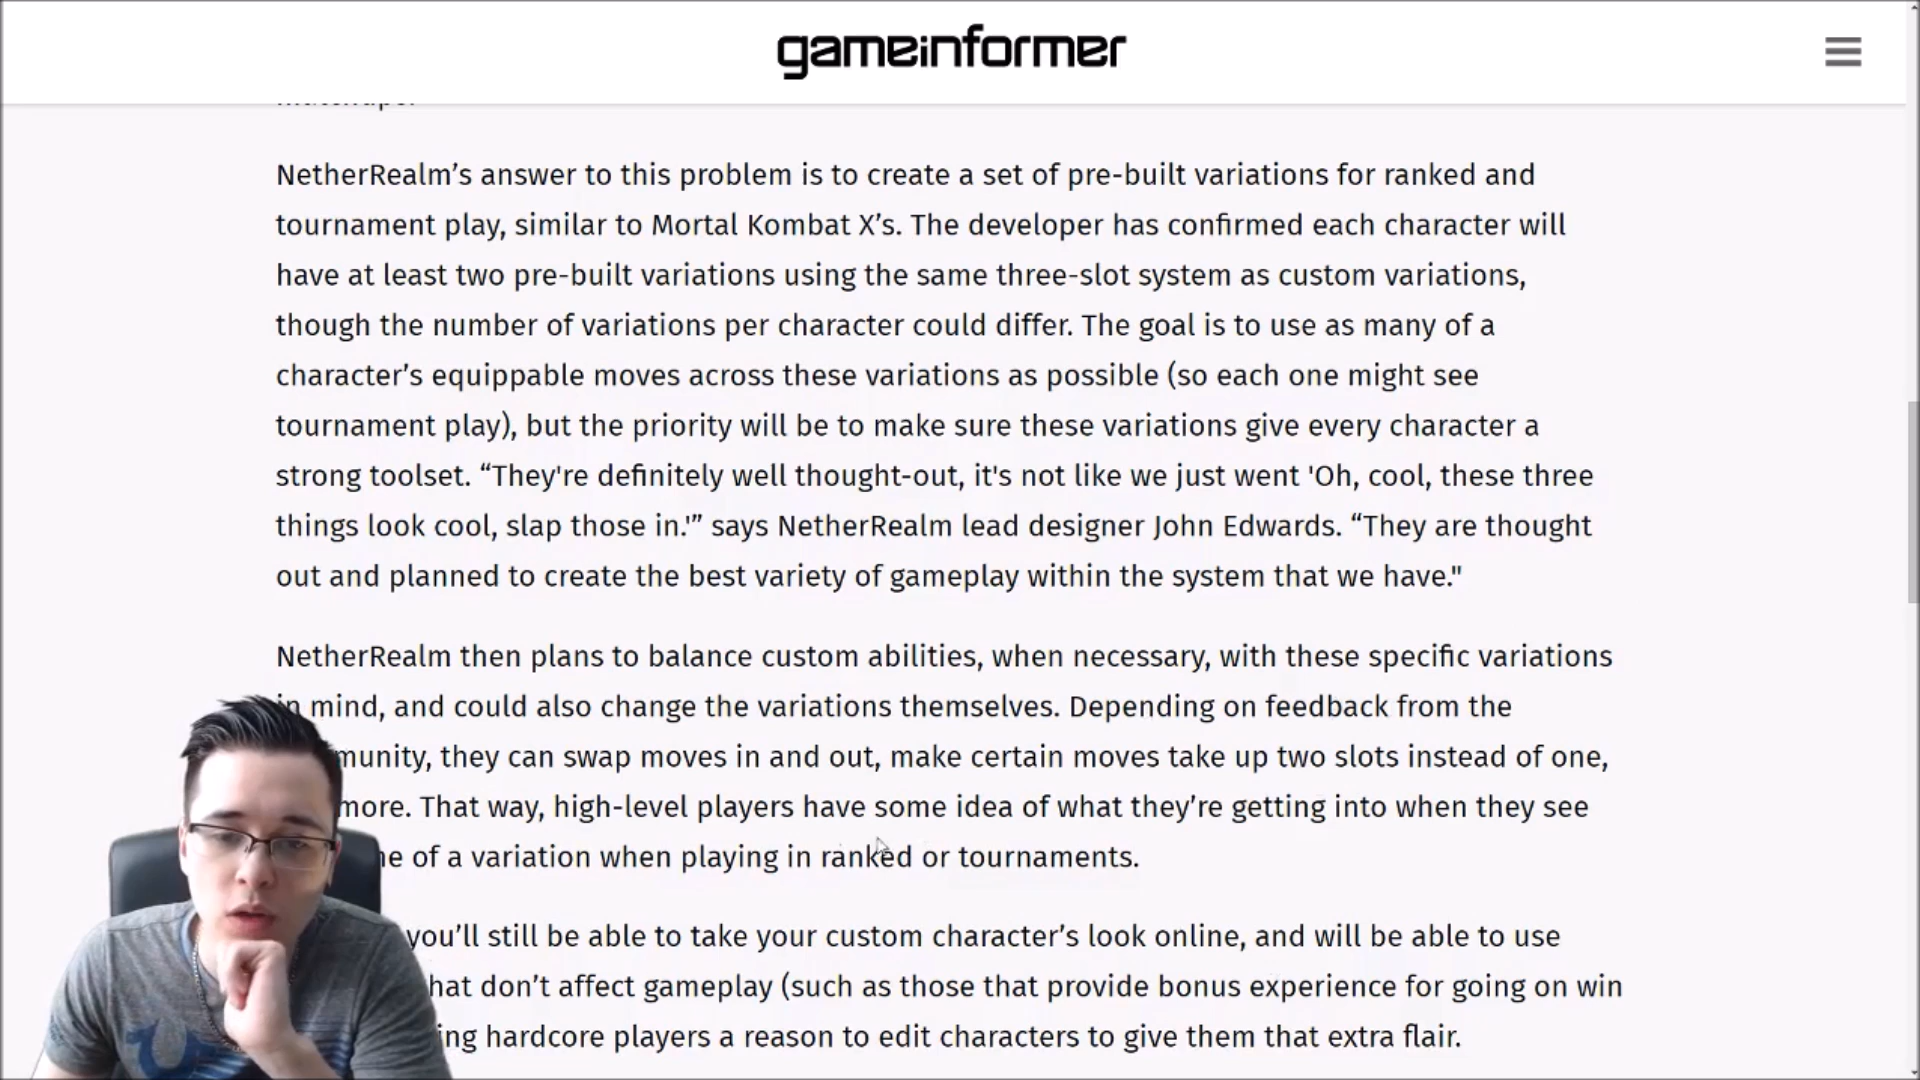 gameinformer
NetherRealm’s answer to this problem is to create a set of pre-built variations for ranked and
tournament play, similar to Mortal Kombat X’s. The developer has confirmed each character will
have at least two pre-built variations using the same three-slot system as custom variations,
though the number of variations per character could differ. The goal is to use as many of a
character’s equippable moves across these variations as possible (so each one might see
tournament play), but the priority will be to make sure these variations give every character a
strong toolset. “They're definitely well thought-out, it's not like we just went 'Oh, cool, these three
things look cool, slap those in.'” says NetherRealm lead designer John Edwards. “They are thought
out and planned to create the best variety of gameplay within the system that we have."
NetherRealm then plans to balance custom abilities, when necessary, with these specific variations
in mind, and could also change the variations themselves. Depending on feedback from the
munity, they can swap moves in and out, make certain moves take up two slots instead of one,
more. That way, high-level players have some idea of what they’re getting into when they see
of a variation when playing in ranked or tournaments.
you’ll still be able to take your custom character’s look online, and will be able to use
hat don’t affect gameplay (such as those that provide bonus experience for going on win
ing hardcore players a reason to edit characters to give them that extra flair.